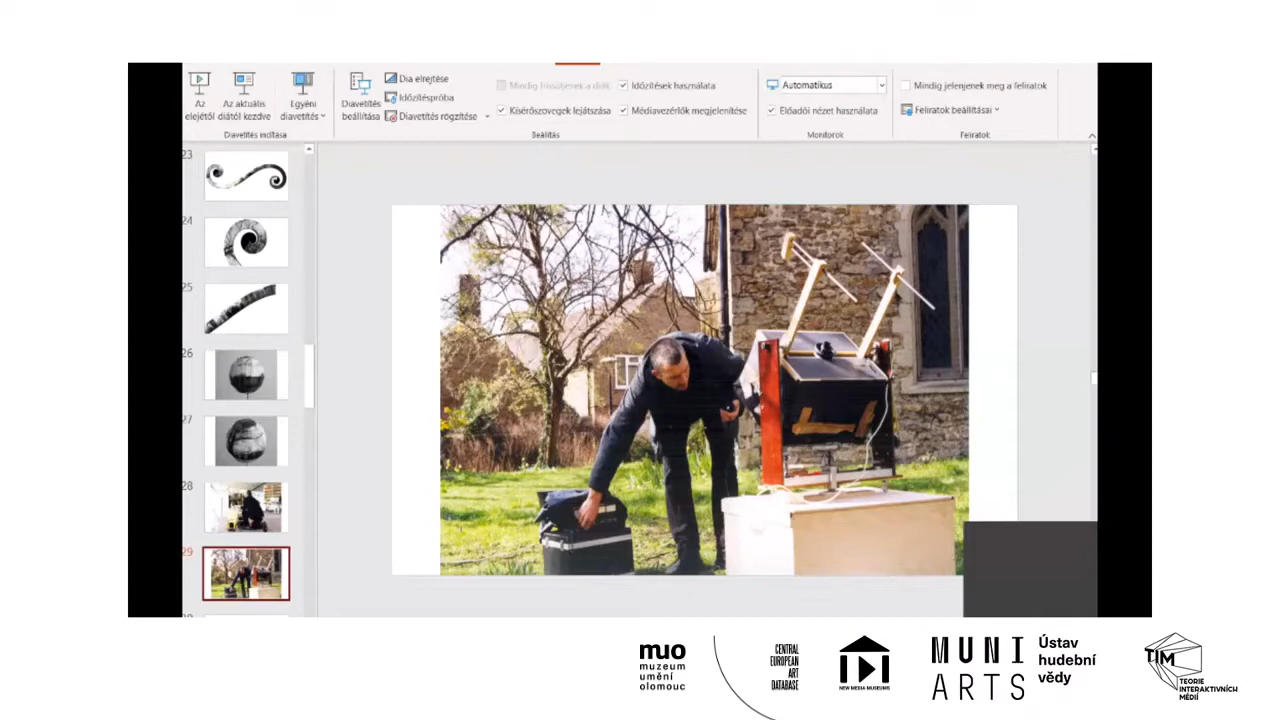 Az elejétől
Az aktuális diától kezdve
Egyéni diavetítés
Diavetítés indítása
Diavetítés beállítása
Dia elrejtése
Időzítéspróba
Diavetítés rögzítése
Mindig frissüljenek a diák
Időzítések használata
Kísérőszövegek lejátszása
Médiavezérlők megjelenítése
Beállítás
Automatikus
Előadói nézet használata
Monitorok
Mindig jelenjenek meg a feliratok
Feliratok beállításai
Feliratok
23
24
25
26
27
28
29
muo
muzeum
umění
olomouc
CENTRAL
EUROPEAN
ART
DATABASE
NEW MEDIA MUSEUMS
MUNI
ARTS
Ústav
hudební
vědy
TIM
TEORIE
INTERAKTIVNÍCH
MÉDIÍ